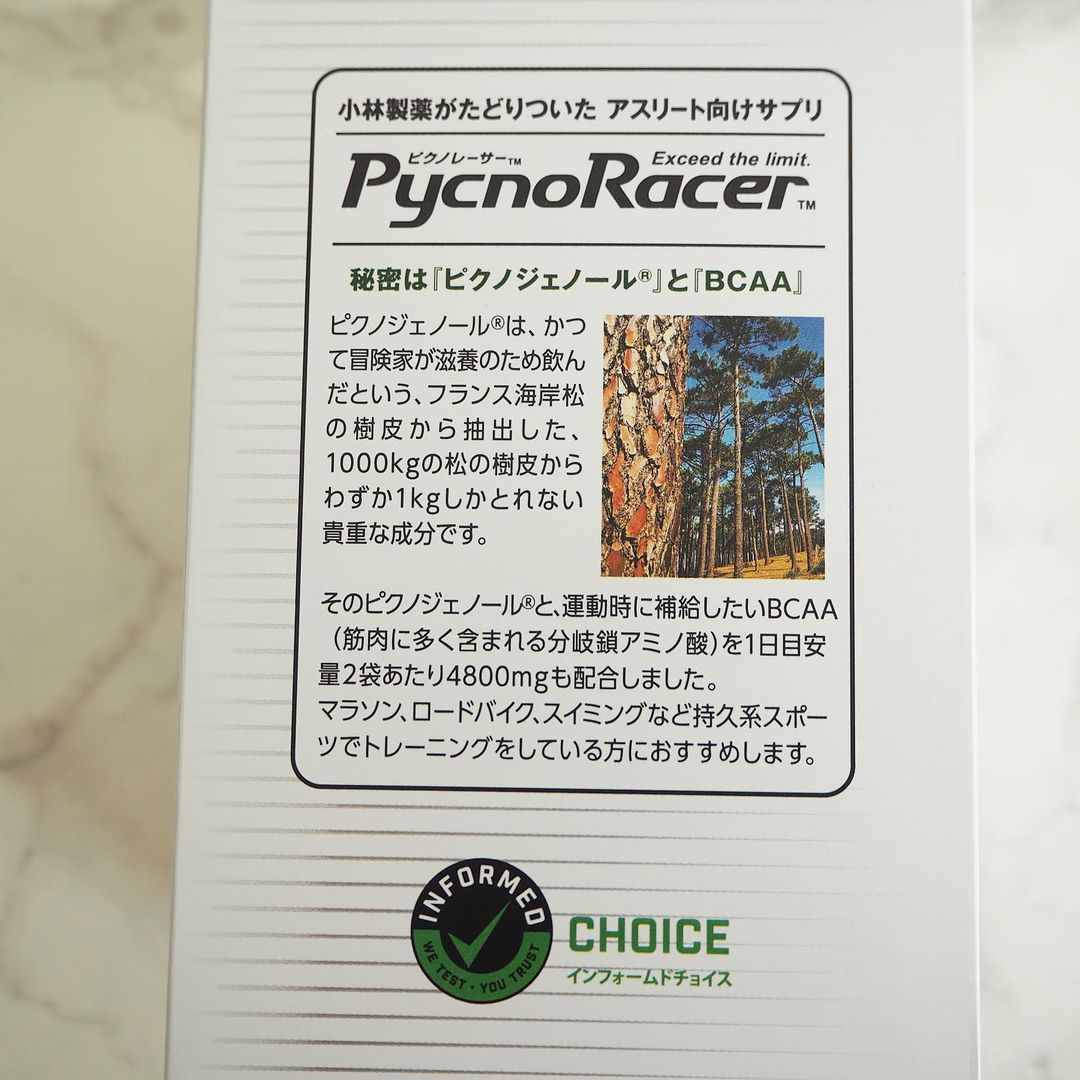 小林製薬がたどりついた アスリート向けサプリ
ピクノレーサー™ Exceed the limit.
PycnoRacer™
秘密は『ピクノジェノール®』と『BCAA』
ピクノジェノール®は、かつ
て冒険家が滋養のため飲ん
だという、フランス海岸松
の樹皮から抽出した、
1000kgの松の樹皮から
わずか1kgしかとれない
貴重な成分です。
そのピクノジェノール®と、運動時に補給したいBCAA
(筋肉に多く含まれる分岐鎖アミノ酸)を1日目安
量2袋あたり4800mgも配合しました。
マラソン、ロードバイク、スイミングなど持久系スポー
ツでトレーニングをしている方におすすめします。
INFORMED
WE TEST・YOU TRUST
CHOICE
インフォームドチョイス